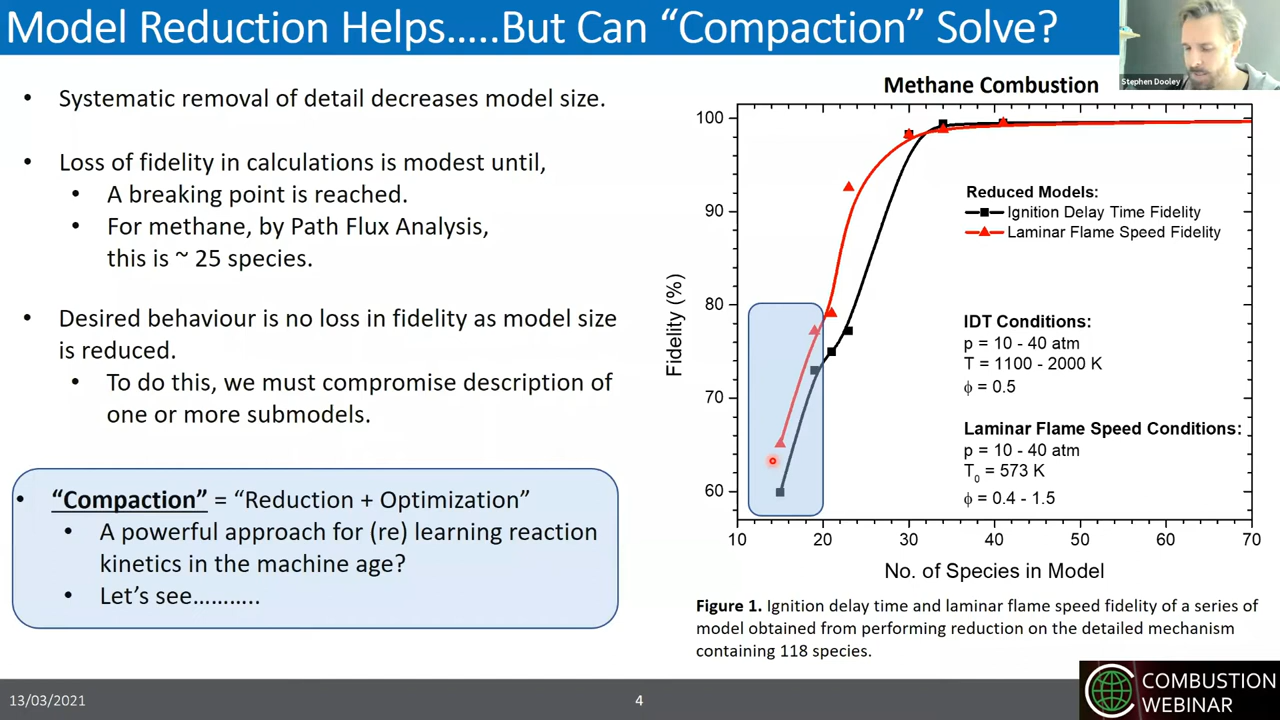 Model Reduction Helps.....But Can “Compaction” Solve?
Stephen Dooley
• Systematic removal of detail decreases model size.
• Loss of fidelity in calculations is modest until,
• A breaking point is reached.
• For methane, by Path Flux Analysis,
this is ~ 25 species.
• Desired behaviour is no loss in fidelity as model size
is reduced.
• To do this, we must compromise description of
one or more submodels.
• “Compaction” = “Reduction + Optimization”
• A powerful approach for (re) learning reaction
kinetics in the machine age?
• Let’s see………..
Methane Combustion
100
90
80
70
60
Fidelity (%)
Reduced Models:
Ignition Delay Time Fidelity
Laminar Flame Speed Fidelity
IDT Conditions:
p = 10 - 40 atm
T = 1100 - 2000 K
ϕ = 0.5
Laminar Flame Speed Conditions:
p = 10 - 40 atm
T0 = 573 K
ϕ = 0.4 - 1.5
10 20 30 40 50 60 70
No. of Species in Model
Figure 1. Ignition delay time and laminar flame speed fidelity of a series of
model obtained from performing reduction on the detailed mechanism
containing 118 species.
13/03/2021
4
COMBUSTION
WEBINAR